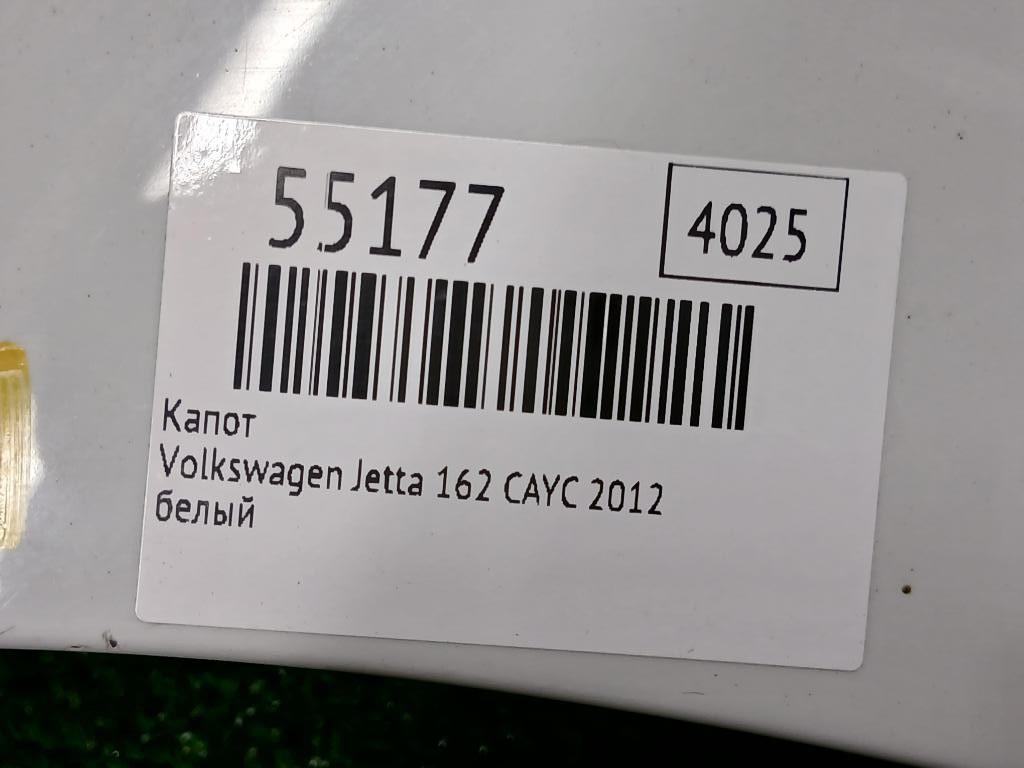 55177
4025
Капот
Volkswagen Jetta 162 CAYC 2012
белый